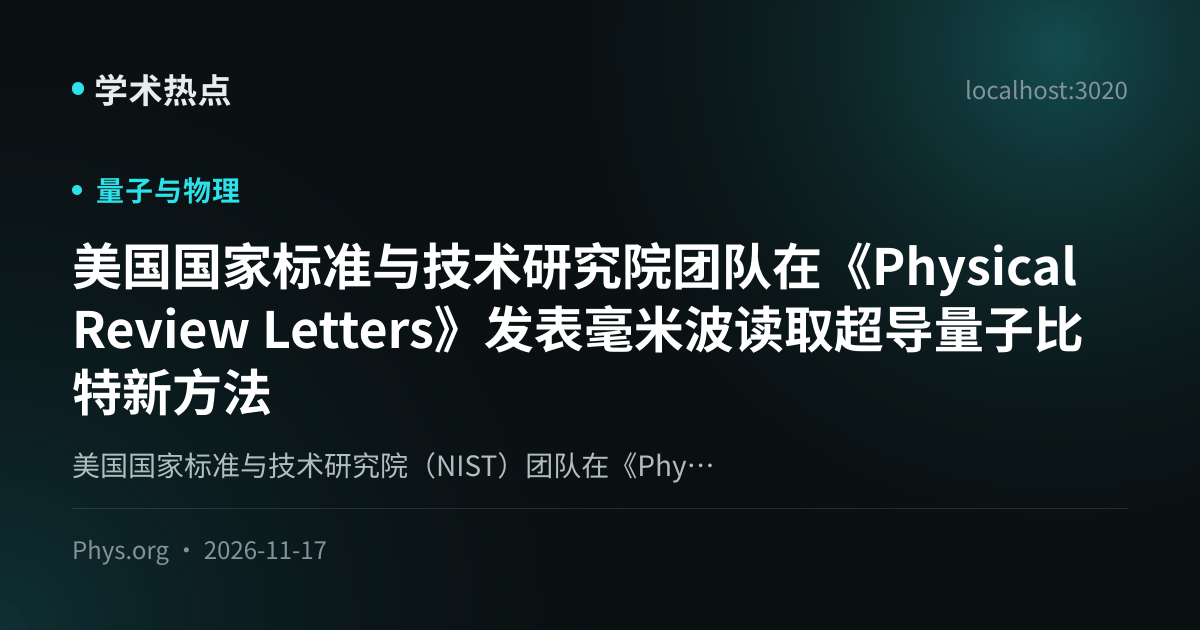 学术热点
localhost:3020
量子与物理
美国国家标准与技术研究院团队在《Physical
Review Letters》发表毫米波读取超导量子比
特新方法
美国国家标准与技术研究院（NIST）团队在《Phy…
Phys.org • 2026-11-17